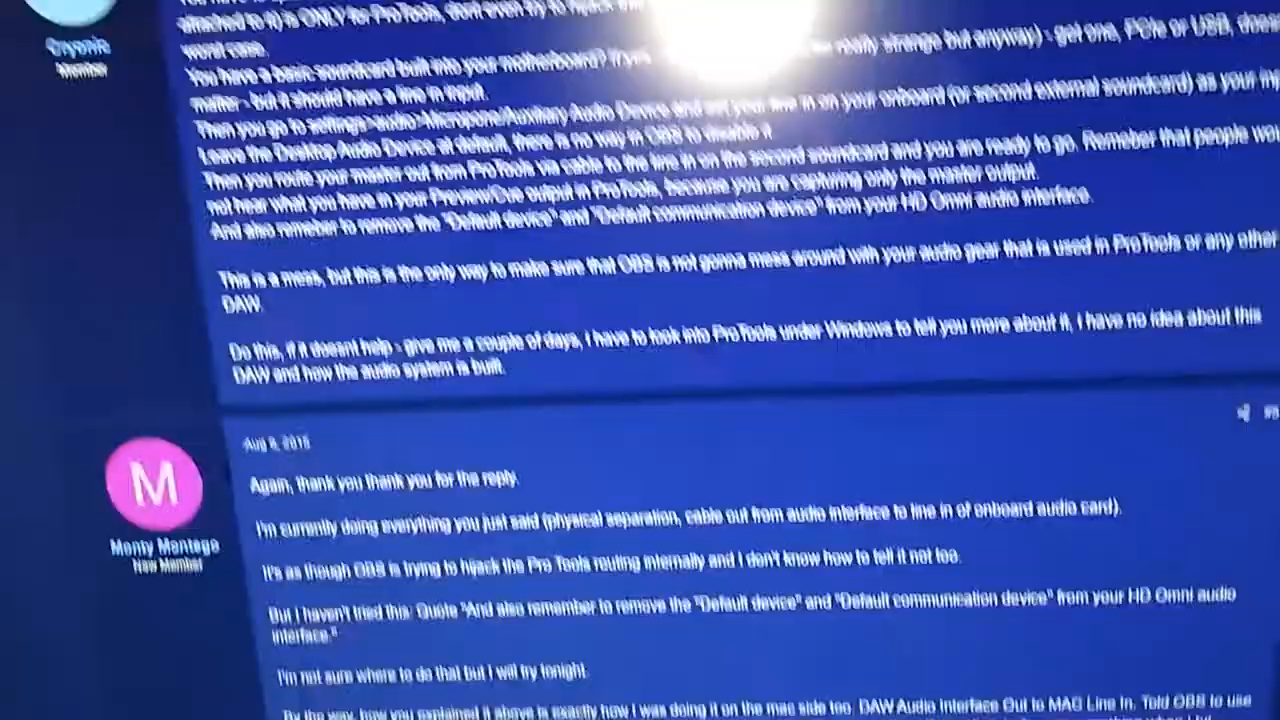 attached to it) is ONLY for ProTools, dont even try to hijack
worst case.
You have a basic soundcard built into your motherboard? If yes really strange but anyway) - get one, PCIe or USB,
matter - but it should have a line in input.
Then you go to settings>audio>Micropone/Auxiliary Audio Device and set your line in on your onboard (or second external soundcard) as your
Leave the Desktop Audio Device at default, there is no way in OBS to disable it
Then you route your master out from ProTools via cable to the line in on the second soundcard and you are ready to go. Remeber that people
not hear what you have in your Preview/Cue output in ProTools, because you are capturing only the master output.
And also remeber to remove the "Default device" and "Default communication device" from your HD Omni audio interface.
This is a mess, but this is the only way to make sure that OBS is not gonna mess around with your audio gear that is used in ProTools or any other
DAW.
Do this, if it doesnt help - give me a couple of days, I have to look into ProTools under Windows to tell you more about it, I have no idea about this
DAW and how the audio system is built.
Member
M
Monty Montego
New Member
Again, thank you thank you for the reply.
I'm currently doing everything you just said (physical separation, cable out from audio interface to line in of onboard audio card).
It's as though OBS is trying to hijack the Pro Tools routing internally and I don't know how to tell it not too.
But I haven't tried this: Quote "And also remember to remove the "Default device" and "Default communication device" from your HD Omni audio
interface."
I'm not sure where to do that but I will try tonight.
By the way, how you explained it above is exactly how I was doing it on the mac side too. DAW Audio Interface Out to MAC Line In. Told OBS to use